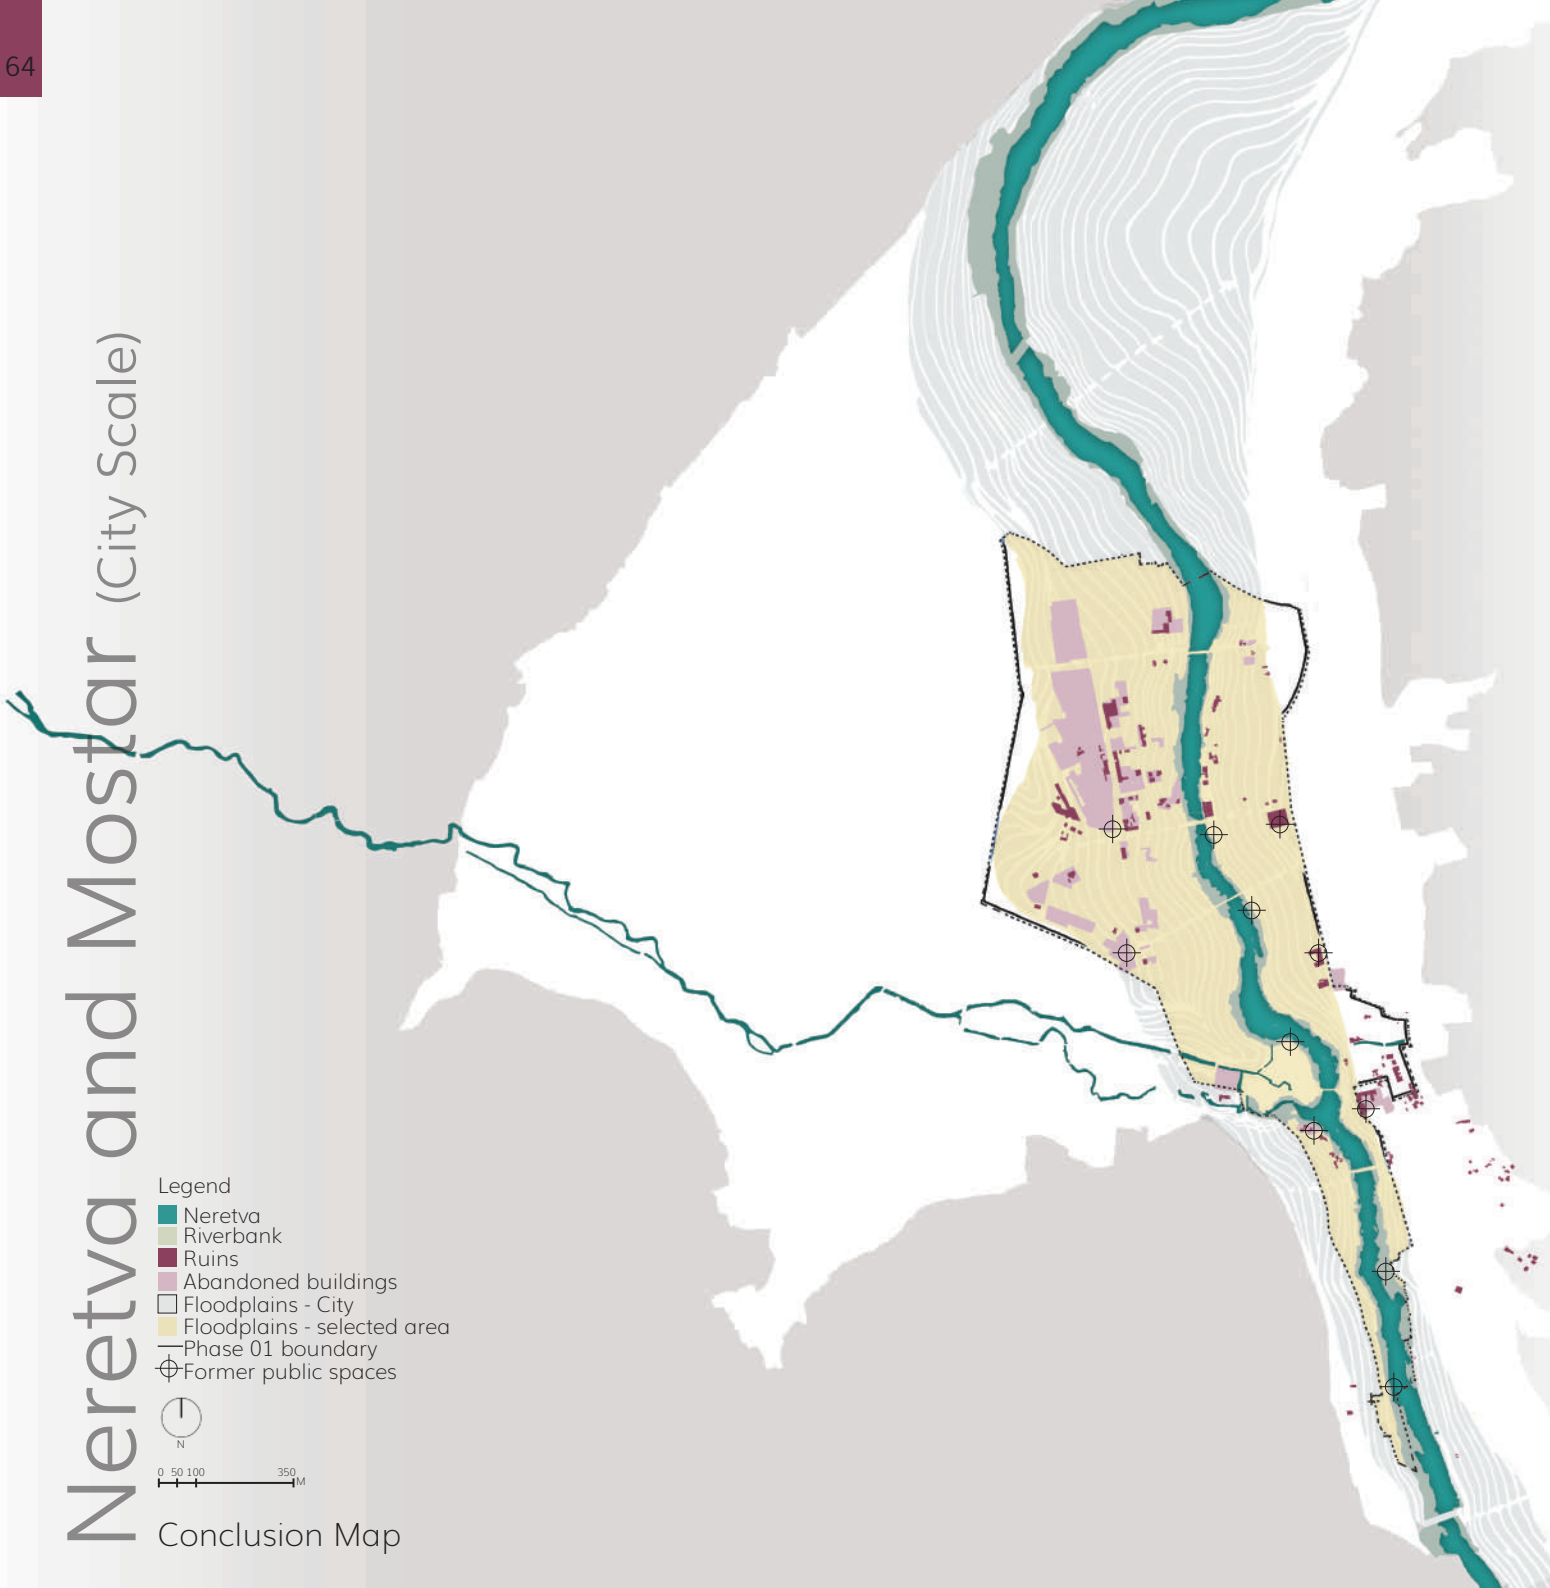 64
Neretva and Mostar (City Scale)
Legend
Neretva
Riverbank
Ruins
Abandoned buildings
Floodplains - City
Floodplains - selected area
Phase 01 boundary
Former public spaces
N
0 50 100 350 M
Conclusion Map